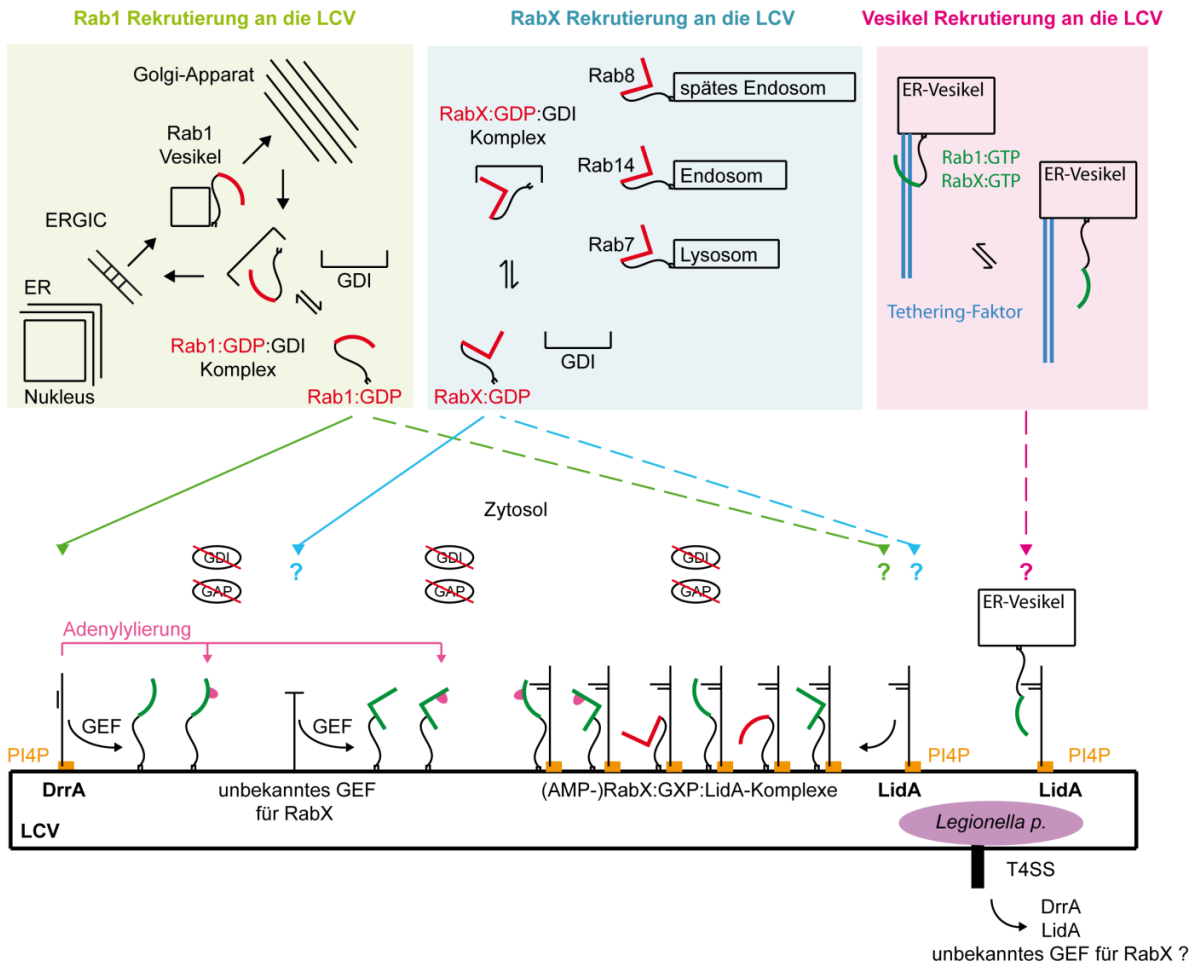 Rab1 Rekrutierung an die LCV
RabX Rekrutierung an die LCV
Vesikel Rekrutierung an die LCV
Golgi-Apparat
Rab1
Vesikel
ERGIC
ER
GDI
Rab1:GDP:GDI
Komplex
Nukleus
Rab1:GDP
Rab8
spätes Endosom
RabX:GDP:GDI
Komplex
Rab14
Endosom
Rab7
Lysosom
GDI
RabX:GDP
ER-Vesikel
Rab1:GTP
RabX:GTP
ER-Vesikel
Tethering-Faktor
Zytosol
GDI
GAP
?
GDI
GAP
GDI
GAP
?
?
?
ER-Vesikel
Adenylylierung
GEF
GEF
PI4P
PI4P
PI4P
DrrA
unbekanntes GEF
für RabX
(AMP-)RabX:GXP:LidA-Komplexe
LidA
LidA
LCV
Legionella p.
T4SS
DrrA
LidA
unbekanntes GEF für RabX ?